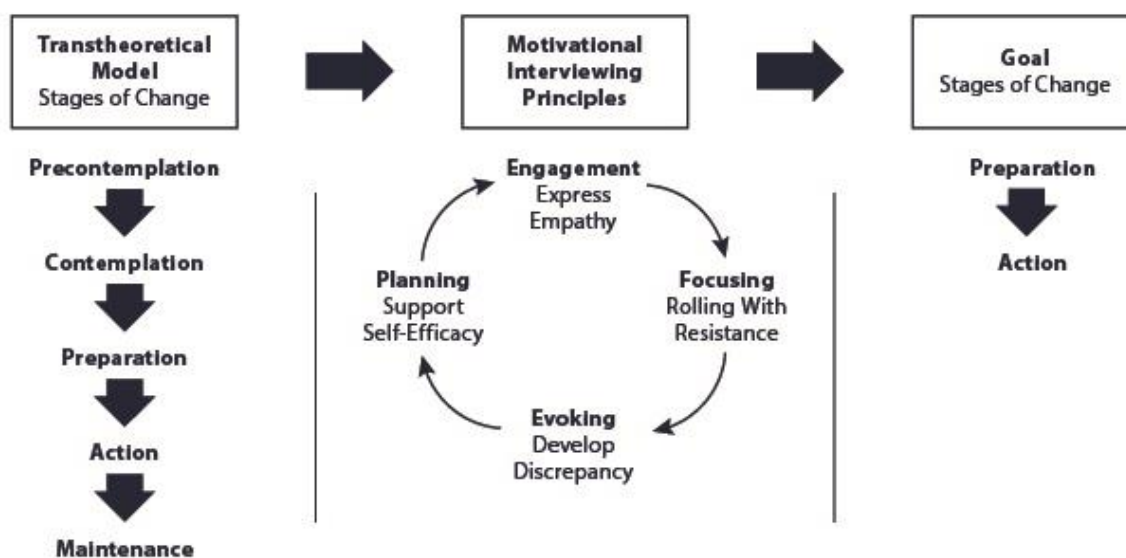 Transtheoretical
Model
Stages of Change
Motivational
Interviewing
Principles
Goal
Stages of Change
Precontemplation
Contemplation
Preparation
Action
Maintenance
Engagement
Express
Empathy
Focusing
Rolling With
Resistance
Evoking
Develop
Discrepancy
Planning
Support
Self-Efficacy
Preparation
Action